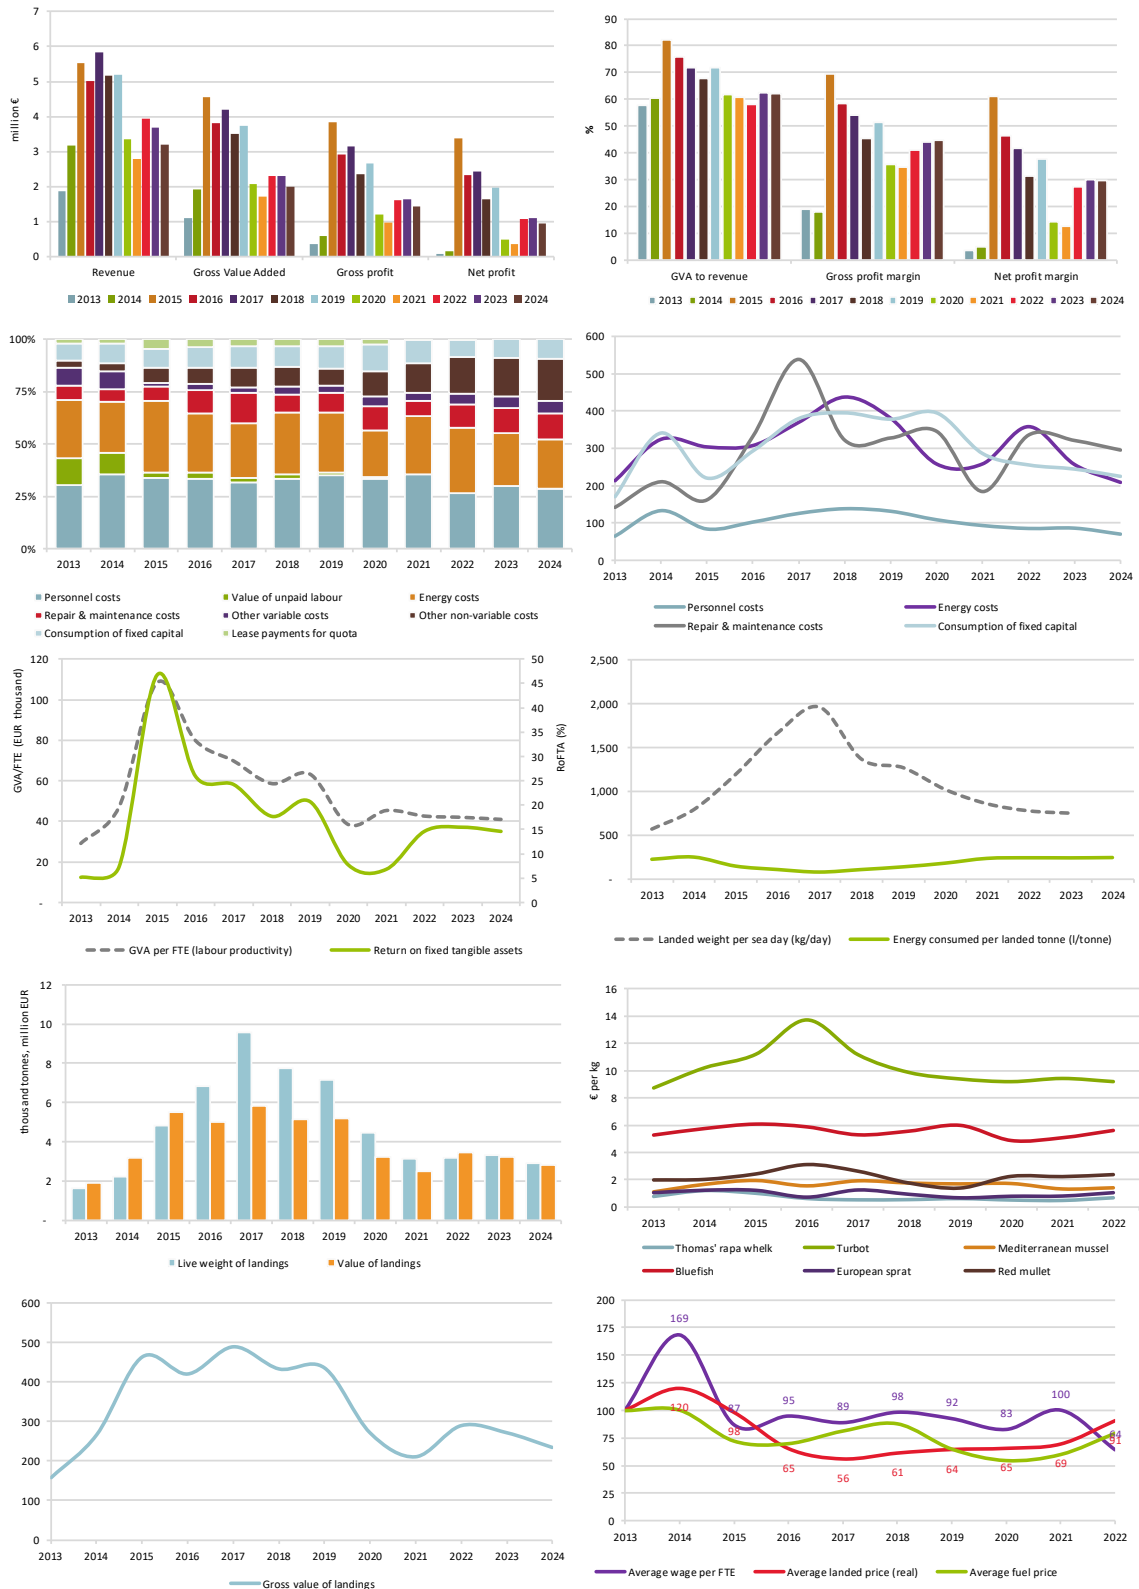 million €
7
6
5
4
3
2
1
0
Revenue Gross Value Added Gross profit Net profit
2013 2014 2015 2016 2017 2018 2019 2020 2021 2022 2023 2024
%
90
80
70
60
50
40
30
20
10
0
GVA to revenue Gross profit margin Net profit margin
2013 2014 2015 2016 2017 2018 2019 2020 2021 2022 2023 2024
100%
75%
50%
25%
0%
2013 2014 2015 2016 2017 2018 2019 2020 2021 2022 2023 2024
Personnel costs Value of unpaid labour Energy costs
Repair & maintenance costs Other variable costs Other non-variable costs
Consumption of fixed capital Lease payments for quota
600
500
400
300
200
100
0
2013 2014 2015 2016 2017 2018 2019 2020 2021 2022 2023 2024
Personnel costs Energy costs
Repair & maintenance costs Consumption of fixed capital
GVA/FTE (EUR thousand)
120
100
80
60
40
20
-
RoFTA (%)
50
45
40
35
30
25
20
15
10
5
0
2013 2014 2015 2016 2017 2018 2019 2020 2021 2022 2023 2024
GVA per FTE (labour productivity) Return on fixed tangible assets
2,500
2,000
1,500
1,000
500
-
2013 2014 2015 2016 2017 2018 2019 2020 2021 2022 2023 2024
Landed weight per sea day (kg/day) Energy consumed per landed tonne (l/tonne)
thousand tonnes, million EUR
12
10
8
6
4
2
-
2013 2014 2015 2016 2017 2018 2019 2020 2021 2022 2023 2024
Live weight of landings Value of landings
€ per kg
16
14
12
10
8
6
4
2
0
2013 2014 2015 2016 2017 2018 2019 2020 2021 2022
Thomas' rapa whelk Turbot Mediterranean mussel
Bluefish European sprat Red mullet
600
500
400
300
200
100
0
2013 2014 2015 2016 2017 2018 2019 2020 2021 2022 2023 2024
Gross value of landings
200
175
150
125
100
75
50
25
0
169 87 95 89 98 92 83 100 64
120 98 65 56 61 64 65 69 91
2013 2014 2015 2016 2017 2018 2019 2020 2021 2022
Average wage per FTE Average landed price (real) Average fuel price